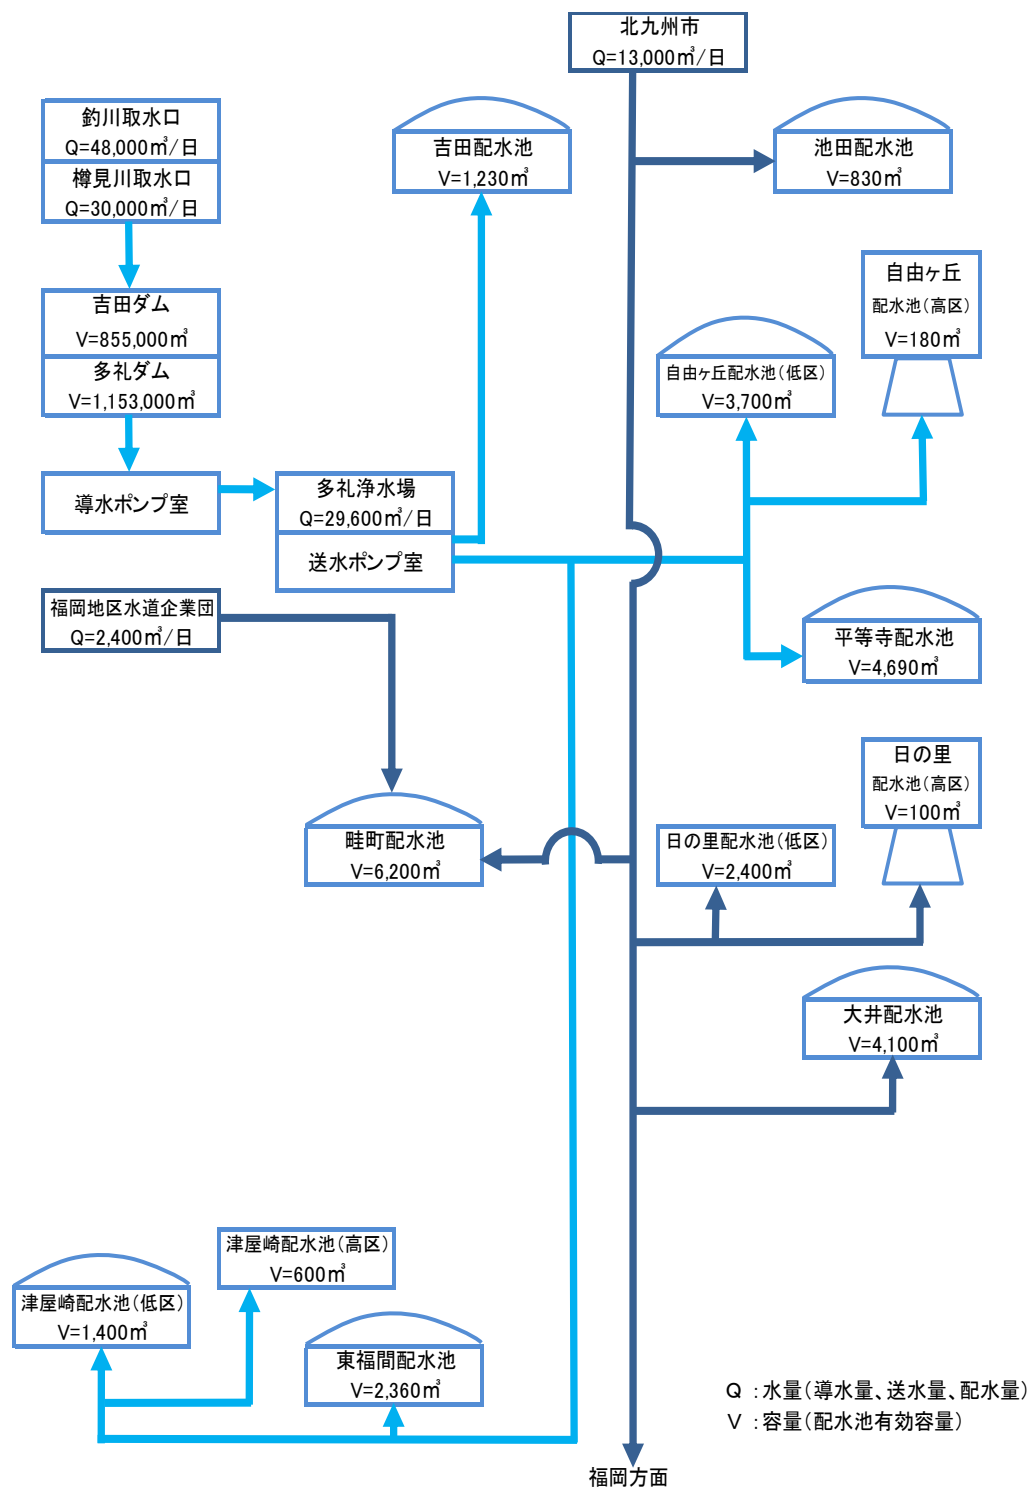 北九州市
Q=13,000㎥/日
釣川取水口
Q=48,000㎥/日
樽見川取水口
Q=30,000㎥/日
吉田配水池
V=1,230㎥
池田配水池
V=830㎥
吉田ダム
V=855,000㎥
多礼ダム
V=1,153,000㎥
自由ヶ丘
配水池(高区)
V=180㎥
自由ヶ丘配水池(低区)
V=3,700㎥
導水ポンプ室
多礼浄水場
Q=29,600㎥/日
送水ポンプ室
福岡地区水道企業団
Q=2,400㎥/日
平等寺配水池
V=4,690㎥
日の里
配水池(高区)
V=100㎥
畦町配水池
V=6,200㎥
日の里配水池(低区)
V=2,400㎥
大井配水池
V=4,100㎥
津屋崎配水池(高区)
V=600㎥
津屋崎配水池(低区)
V=1,400㎥
東福間配水池
V=2,360㎥
Q :水量(導水量、送水量、配水量)
V :容量(配水池有効容量)
福岡方面